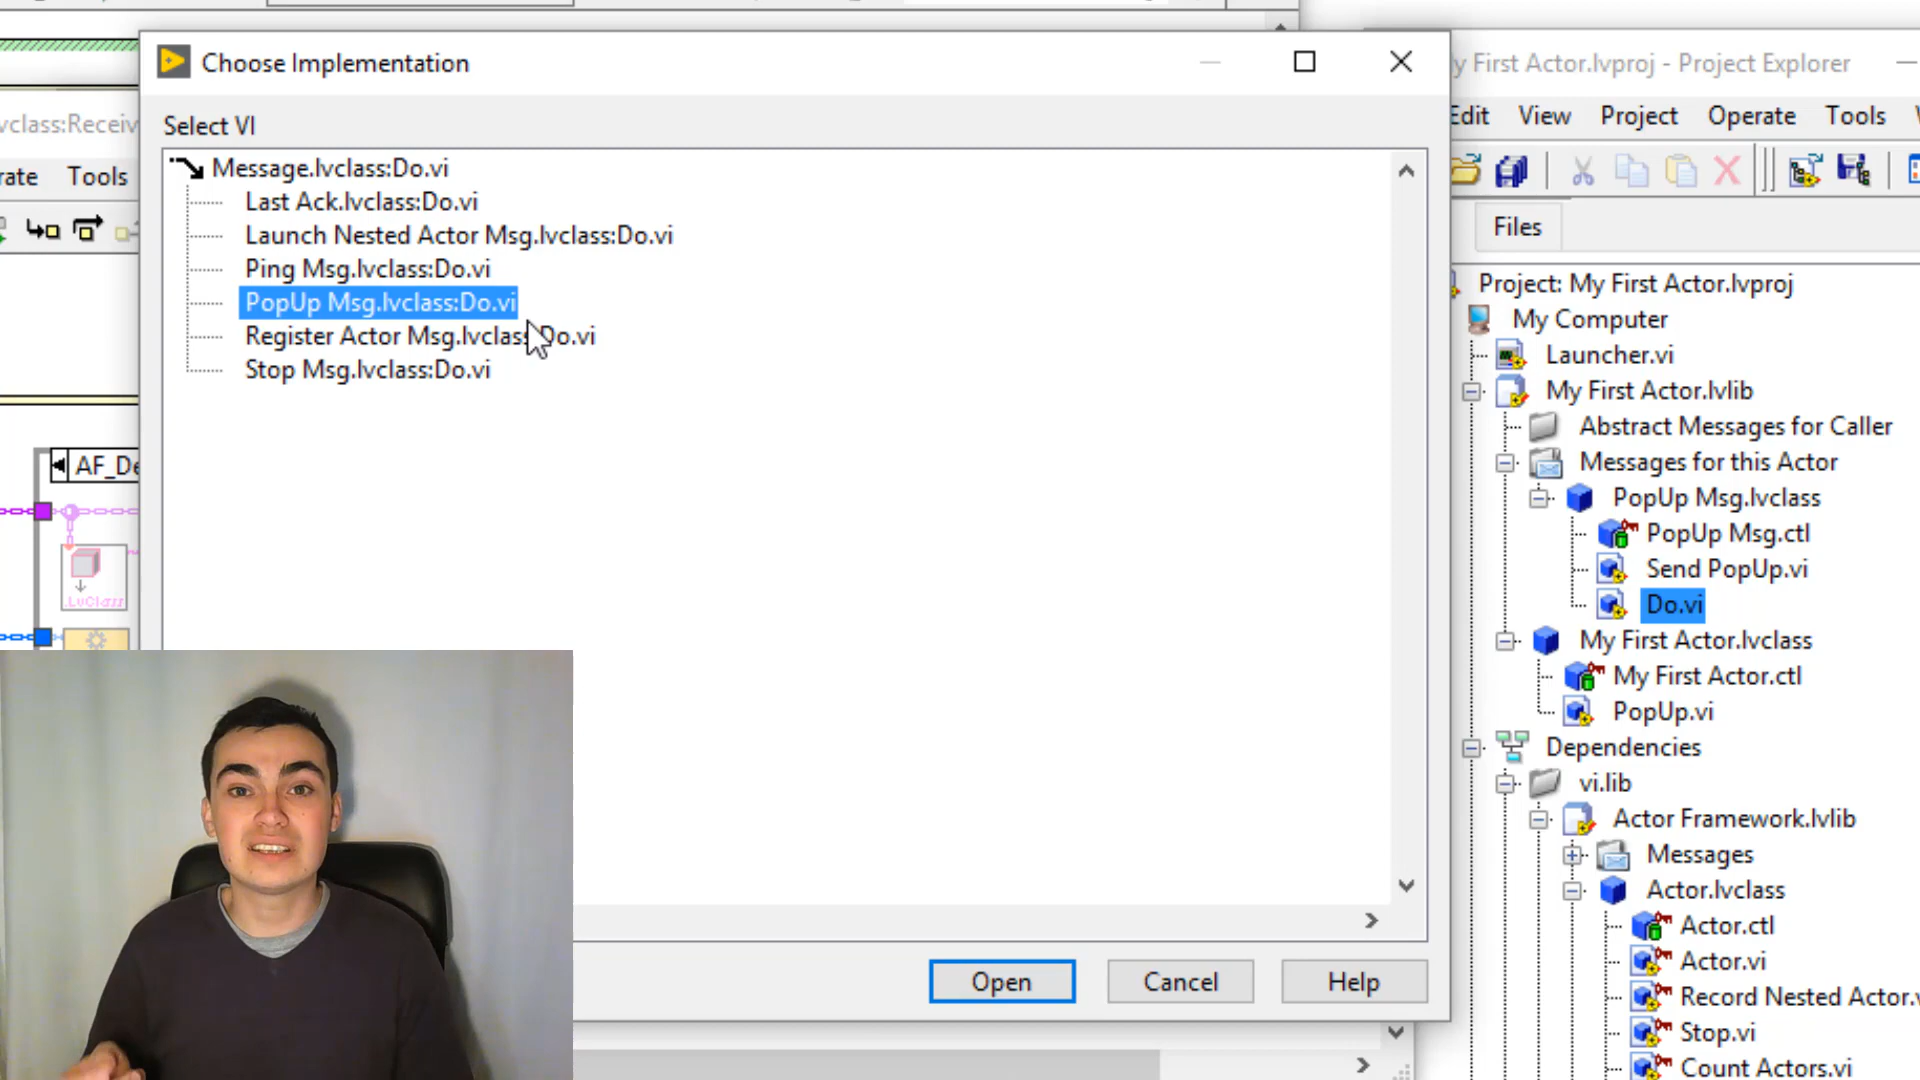 Choose Implementation
Select VI
Message.lvclass:Do.vi
Last Ack.lvclass:Do.vi
Launch Nested Actor Msg.lvclass:Do.vi
Ping Msg.lvclass:Do.vi
PopUp Msg.lvclass:Do.vi
Register Actor Msg.lvclass:Do.vi
Stop Msg.lvclass:Do.vi
Open
Cancel
Help
vclass:Receiv
rate Tools
AF_De
.LvClass
y First Actor.lvproj - Project Explorer
Edit View Project Operate Tools
Files
Project: My First Actor.lvproj
My Computer
Launcher.vi
My First Actor.lvlib
Abstract Messages for Caller
Messages for this Actor
PopUp Msg.lvclass
PopUp Msg.ctl
Send PopUp.vi
Do.vi
My First Actor.lvclass
My First Actor.ctl
PopUp.vi
Dependencies
vi.lib
Actor Framework.lvlib
Messages
Actor.lvclass
Actor.ctl
Actor.vi
Record Nested Actor.v
Stop.vi
Count Actors.vi